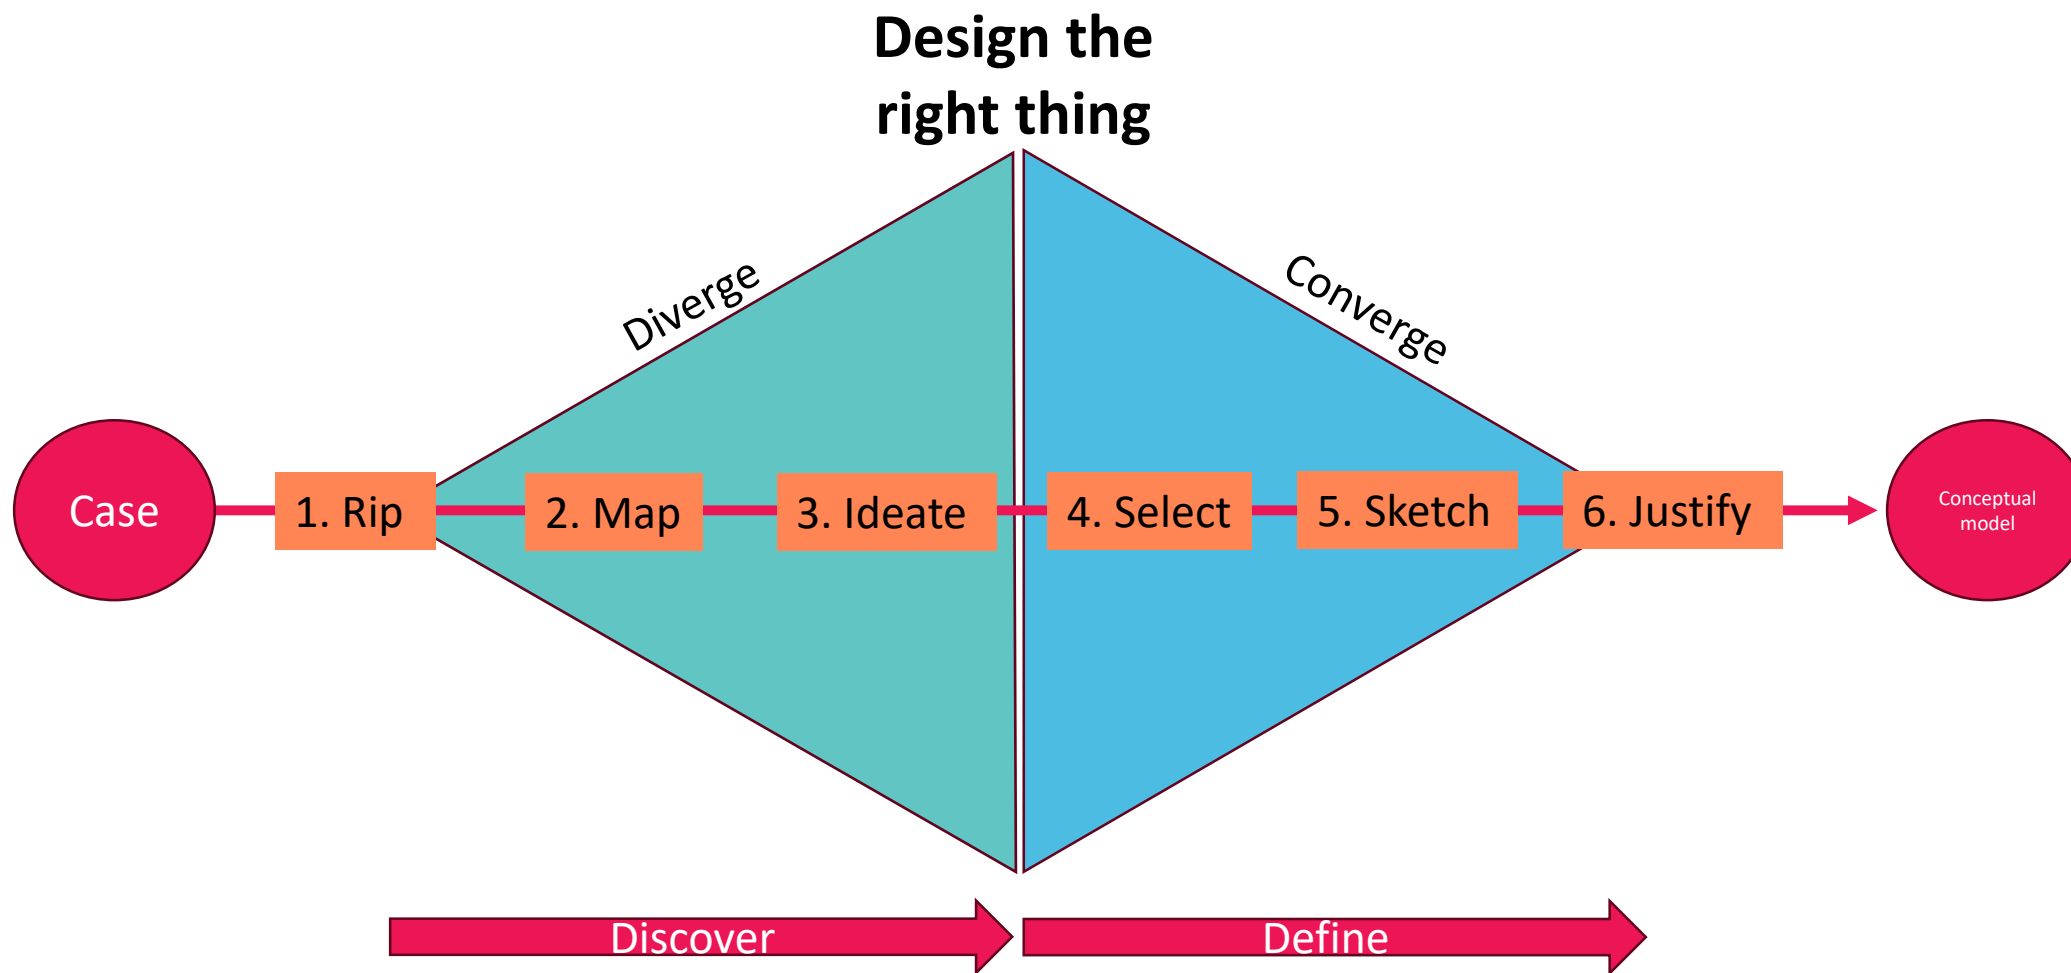 Design the
right thing
Diverge
Converge
Case
1. Rip
2. Map
3. Ideate
4. Select
5. Sketch
6. Justify
Conceptual
model
Discover
Define